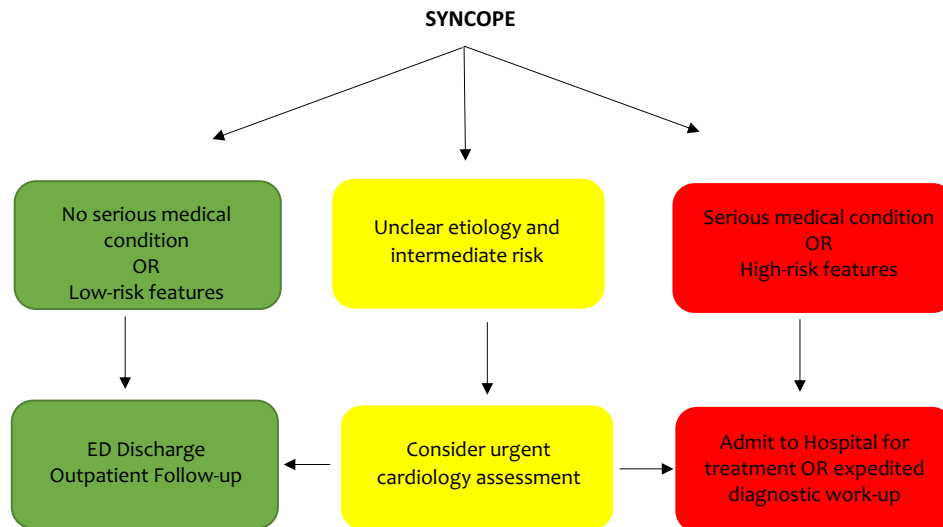 SYNCOPE
No serious medical
condition
OR
Low-risk features
Unclear etiology and
intermediate risk
Serious medical condition
OR
High-risk features
ED Discharge
Outpatient Follow-up
Consider urgent
cardiology assessment
Admit to Hospital for
treatment OR expedited
diagnostic work-up